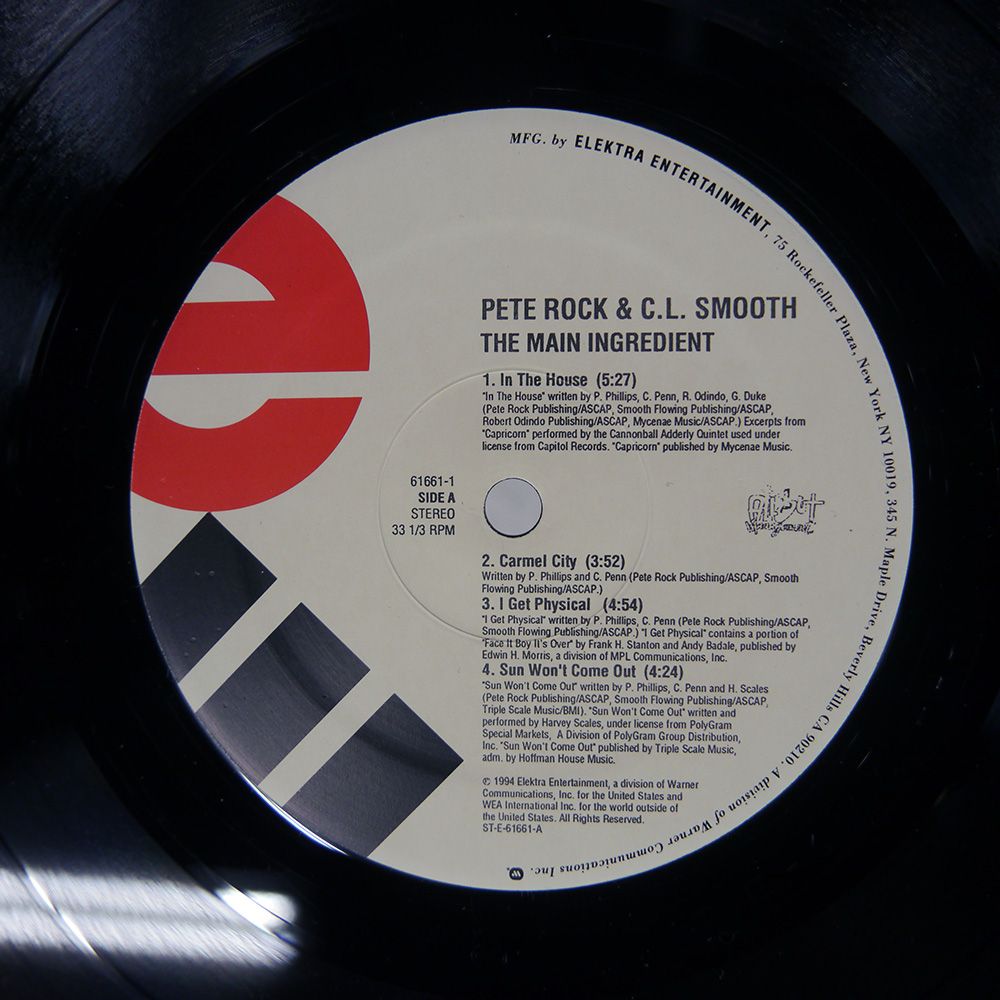 MFG. by ELEKTRA ENTERTAINMENT, 75 Rockefeller Plaza, New York NY 10019, 345 N. Maple Drive, Beverly Hills CA 90210. A division of Warner Communications Inc.
e
PETE ROCK & C.L. SMOOTH
THE MAIN INGREDIENT
1. In The House (5:27)
"In The House" written by P. Phillips, C. Penn, R. Odindo, G. Duke
(Pete Rock Publishing/ASCAP, Smooth Flowing Publishing/ASCAP,
Robert Odindo Publishing/ASCAP, Mycenae Music/ASCAP.) Excerpts from
"Capricorn" performed by the Cannonball Adderly Quintet used under
license from Capitol Records. "Capricorn" published by Mycenae Music.
61661-1
SIDE A
STEREO
33 1/3 RPM
2. Carmel City (3:52)
Written by P. Phillips and C. Penn (Pete Rock Publishing/ASCAP, Smooth
Flowing Publishing/ASCAP.)
3. I Get Physical (4:54)
"I Get Physical" written by P. Phillips, C. Penn (Pete Rock Publishing/ASCAP,
Smooth Flowing Publishing/ASCAP.) "I Get Physical" contains a portion of
"Face It Boy It's Over" by Frank H. Stanton and Andy Badale, published by
Edwin H. Morris, a division of MPL Communications, Inc.
4. Sun Won't Come Out (4:24)
"Sun Won't Come Out" written by P. Phillips, C. Penn and H. Scales
(Pete Rock Publishing/ASCAP, Smooth Flowing Publishing/ASCAP,
Triple Scale Music/BMI). "Sun Won't Come Out" written and
performed by Harvey Scales, under license from PolyGram
Special Markets, A Division of PolyGram Group Distribution,
Inc. "Sun Won't Come Out" published by Triple Scale Music,
adm. by Hoffman House Music.
℗ 1994 Elektra Entertainment, a division of Warner
Communications, Inc. for the United States and
WEA International Inc. for the world outside of
the United States. All Rights Reserved.
ST-E-61661-A